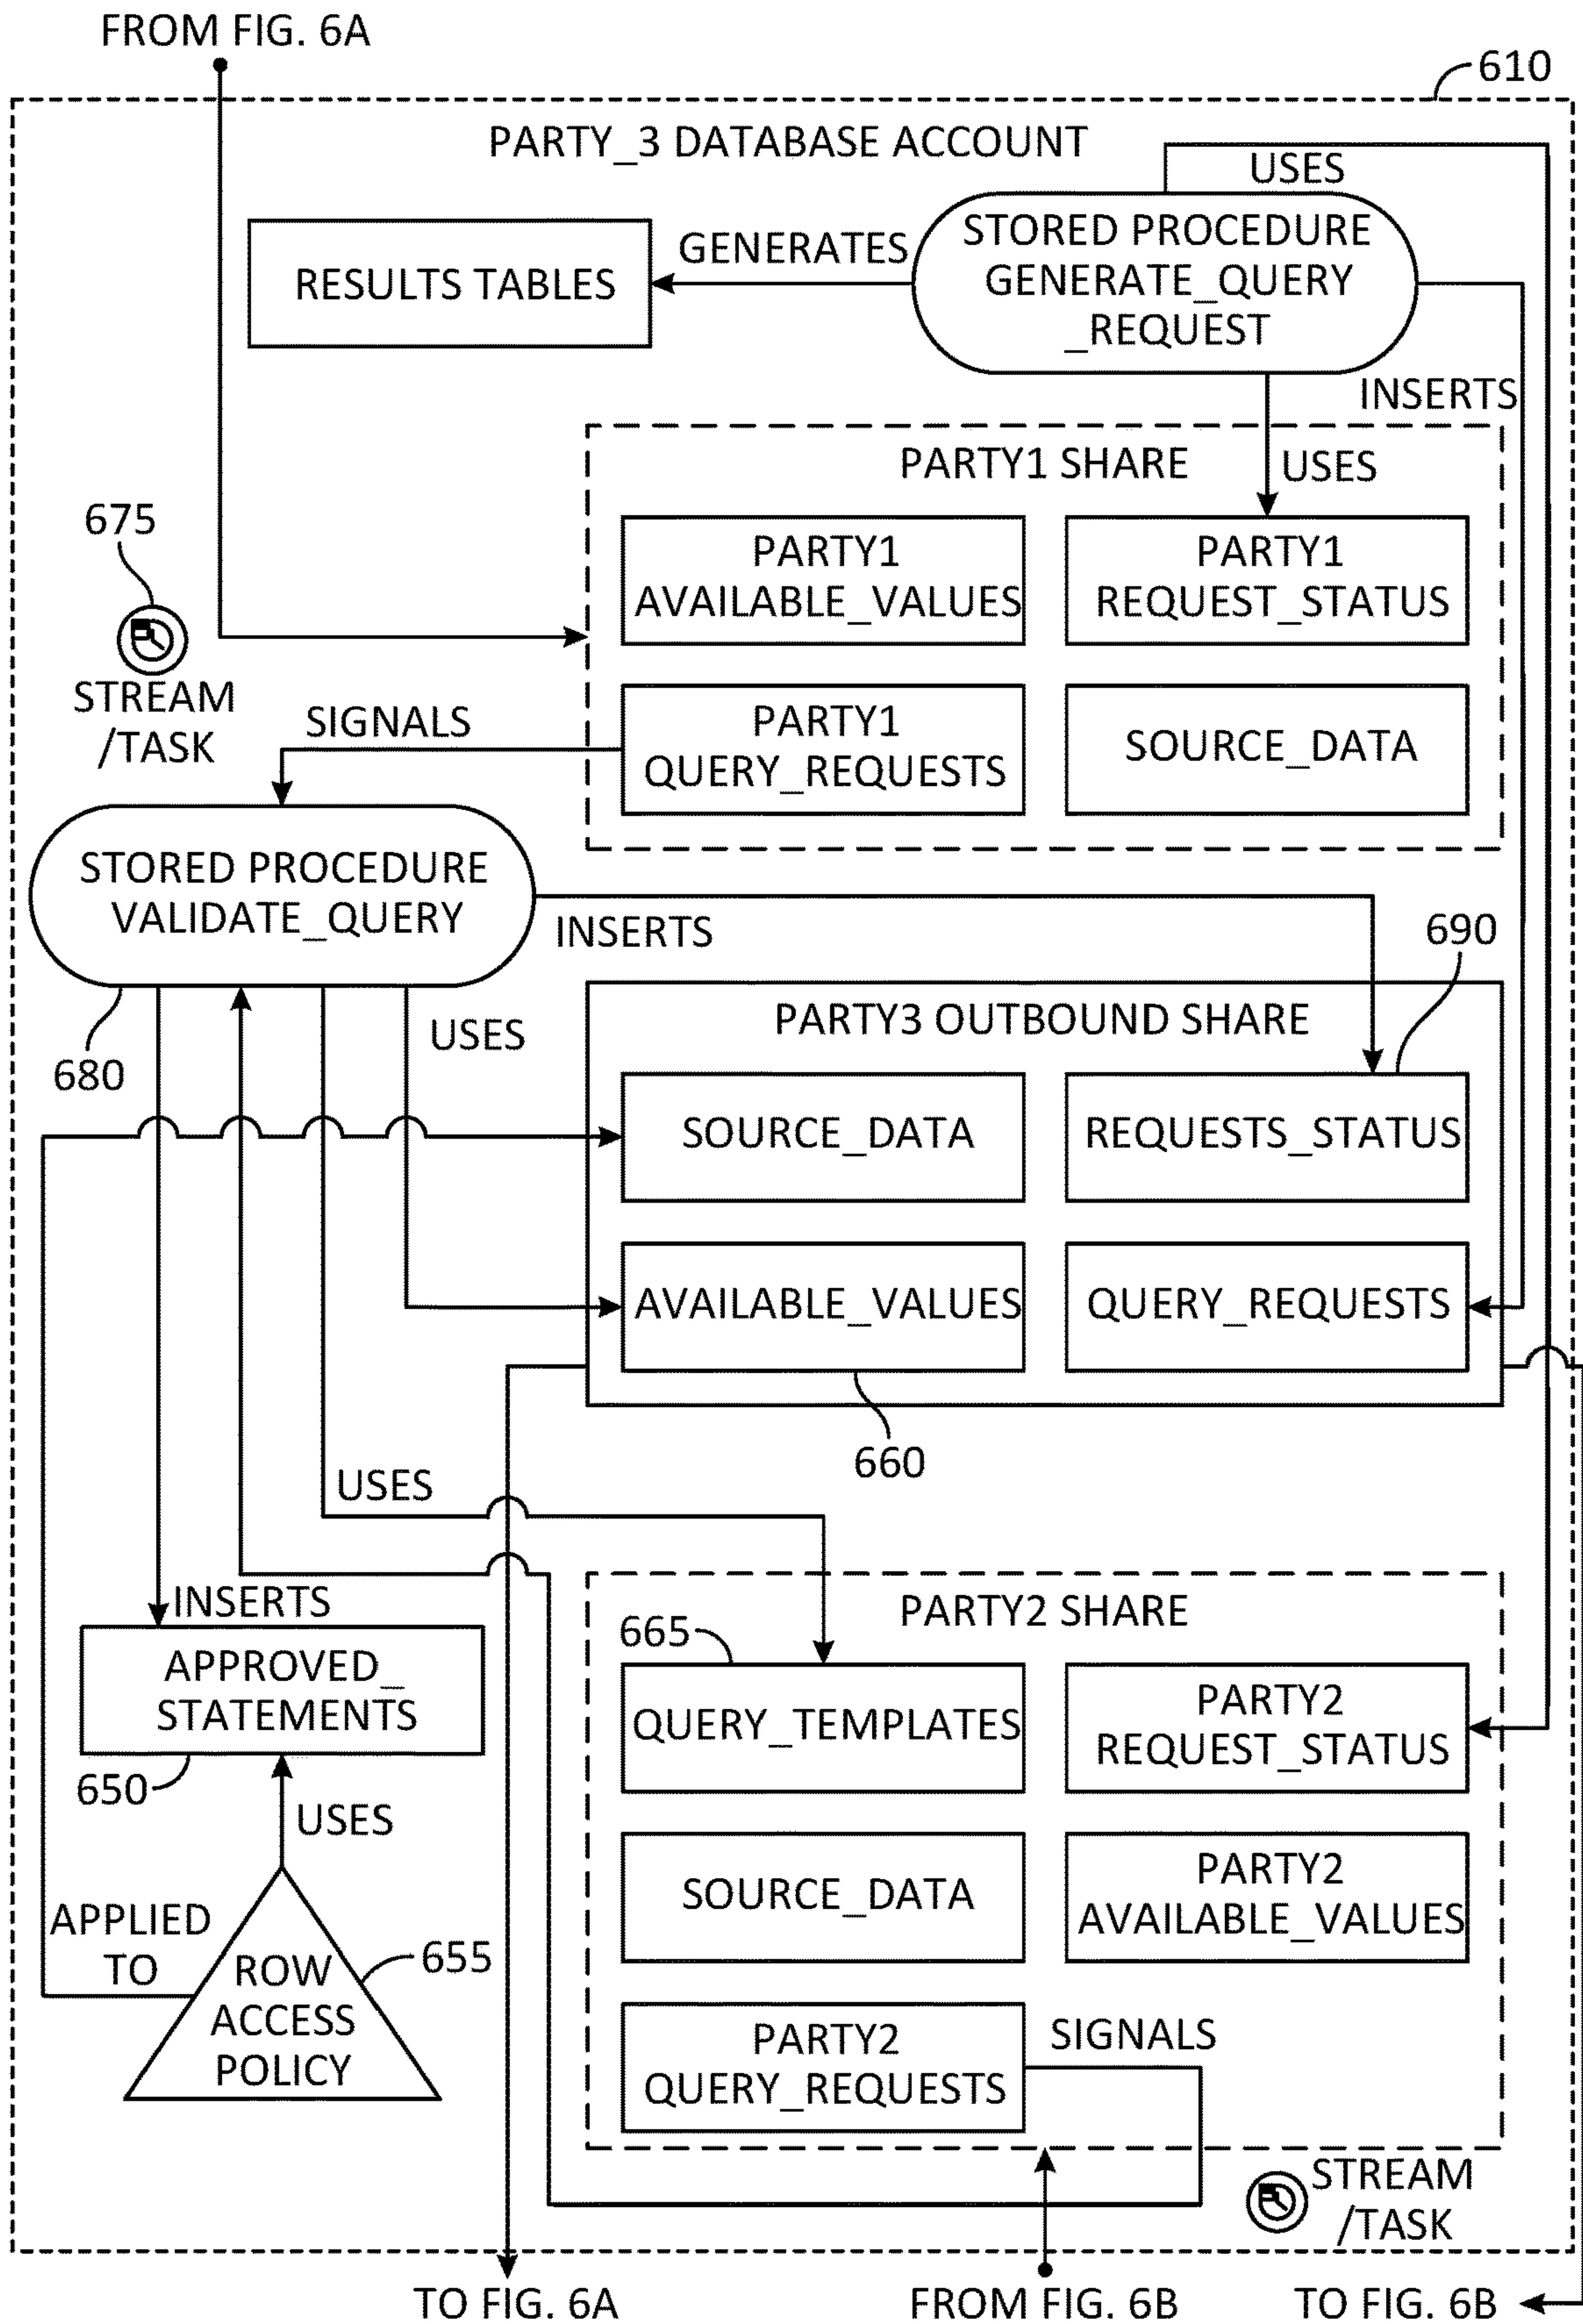 FROM FIG. 6A
610
PARTY_3 DATABASE ACCOUNT
USES
STORED PROCEDURE
GENERATE_QUERY
_REQUEST
GENERATES
RESULTS TABLES
INSERTS
PARTY1 SHARE
USES
675
PARTY1
AVAILABLE_VALUES
PARTY1
REQUEST_STATUS
STREAM
/TASK
SIGNALS
PARTY1
QUERY_REQUESTS
SOURCE_DATA
STORED PROCEDURE
VALIDATE_QUERY
INSERTS
690
680
USES
PARTY3 OUTBOUND SHARE
SOURCE_DATA
REQUESTS_STATUS
AVAILABLE_VALUES
QUERY_REQUESTS
660
USES
INSERTS
PARTY2 SHARE
665
APPROVED_
STATEMENTS
650
QUERY_TEMPLATES
PARTY2
REQUEST_STATUS
USES
SOURCE_DATA
PARTY2
AVAILABLE_VALUES
APPLIED
TO
655
ROW
ACCESS
POLICY
PARTY2
QUERY_REQUESTS
SIGNALS
STREAM
/TASK
TO FIG. 6A
FROM FIG. 6B
TO FIG. 6B